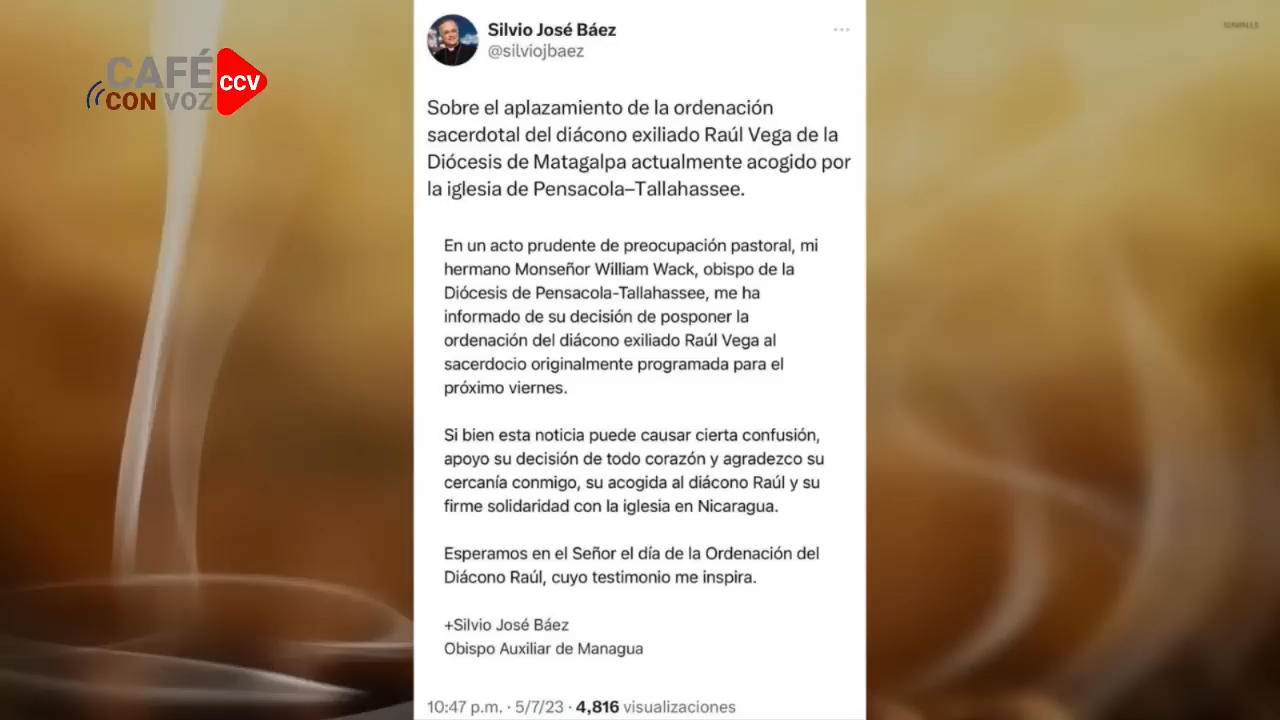 CAFÉ
CON VOZ
CCV
Silvio José Báez
@silviojbaez
Sobre el aplazamiento de la ordenación
sacerdotal del diácono exiliado Raúl Vega de la
Diócesis de Matagalpa actualmente acogido por
la iglesia de Pensacola–Tallahassee.
En un acto prudente de preocupación pastoral, mi
hermano Monseñor William Wack, obispo de la
Diócesis de Pensacola-Tallahassee, me ha
informado de su decisión de posponer la
ordenación del diácono exiliado Raúl Vega al
sacerdocio originalmente programada para el
próximo viernes.
Si bien esta noticia puede causar cierta confusión,
apoyo su decisión de todo corazón y agradezco su
cercanía conmigo, su acogida al diácono Raúl y su
firme solidaridad con la iglesia en Nicaragua.
Esperamos en el Señor el día de la Ordenación del
Diácono Raúl, cuyo testimonio me inspira.
+Silvio José Báez
Obispo Auxiliar de Managua
10:47 p.m. · 5/7/23 · 4,816 visualizaciones